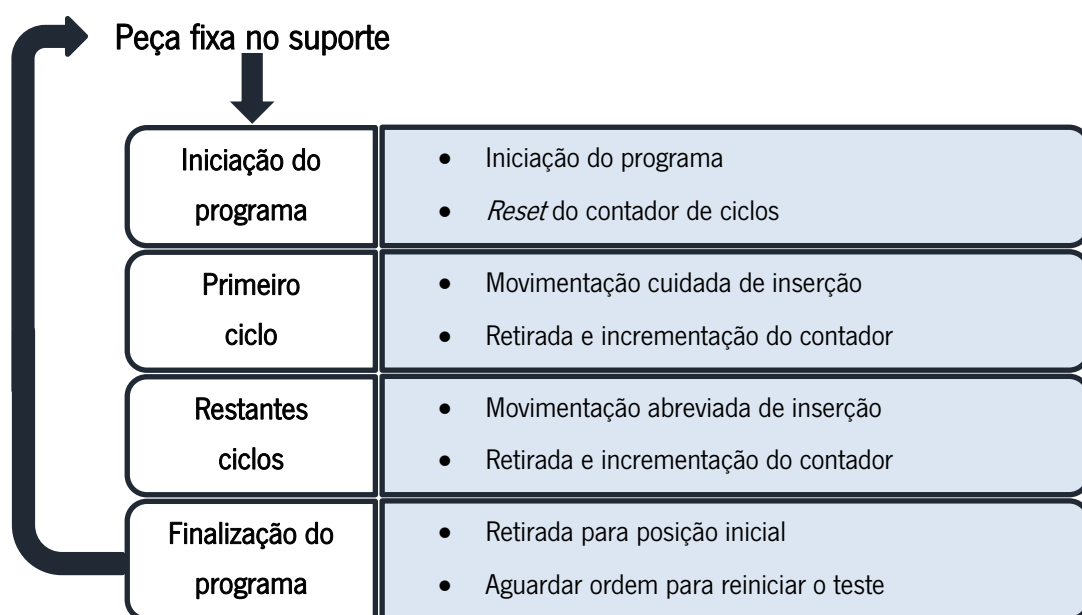 Peça fixa no suporte
Iniciação do
programa
• Iniciação do programa
• Reset do contador de ciclos
Primeiro
ciclo
• Movimentação cuidada de inserção
• Retirada e incrementação do contador
Restantes
ciclos
• Movimentação abreviada de inserção
• Retirada e incrementação do contador
Finalização do
programa
• Retirada para posição inicial
• Aguardar ordem para reiniciar o teste